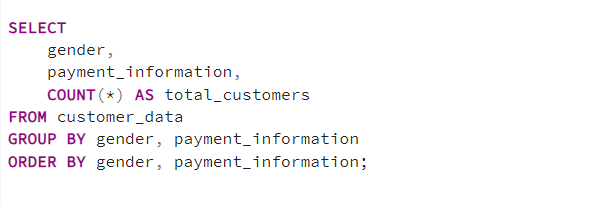 SELECT
    gender,
    payment_information,
    COUNT(*) AS total_customers
FROM customer_data
GROUP BY gender, payment_information
ORDER BY gender, payment_information;